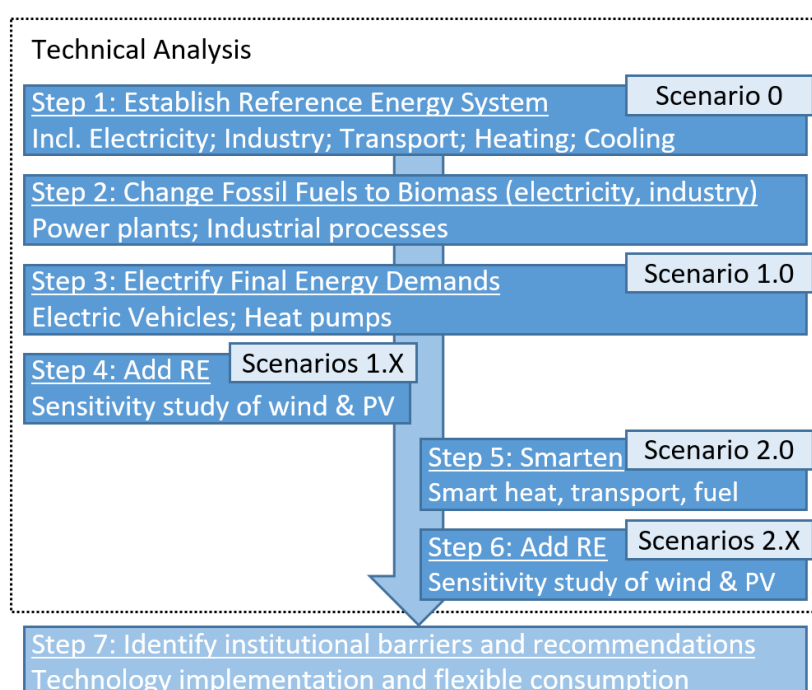 Technical Analysis
Step 1: Establish Reference Energy System
Scenario 0
Incl. Electricity; Industry; Transport; Heating; Cooling
Step 2: Change Fossil Fuels to Biomass (electricity, industry)
Power plants; Industrial processes
Step 3: Electrify Final Energy Demands
Scenario 1.0
Electric Vehicles; Heat pumps
Step 4: Add RE
Scenarios 1.X
Sensitivity study of wind & PV
Step 5: Smarten
Scenario 2.0
Smart heat, transport, fuel
Step 6: Add RE
Scenarios 2.X
Sensitivity study of wind & PV
Step 7: Identify institutional barriers and recommendations
Technology implementation and flexible consumption